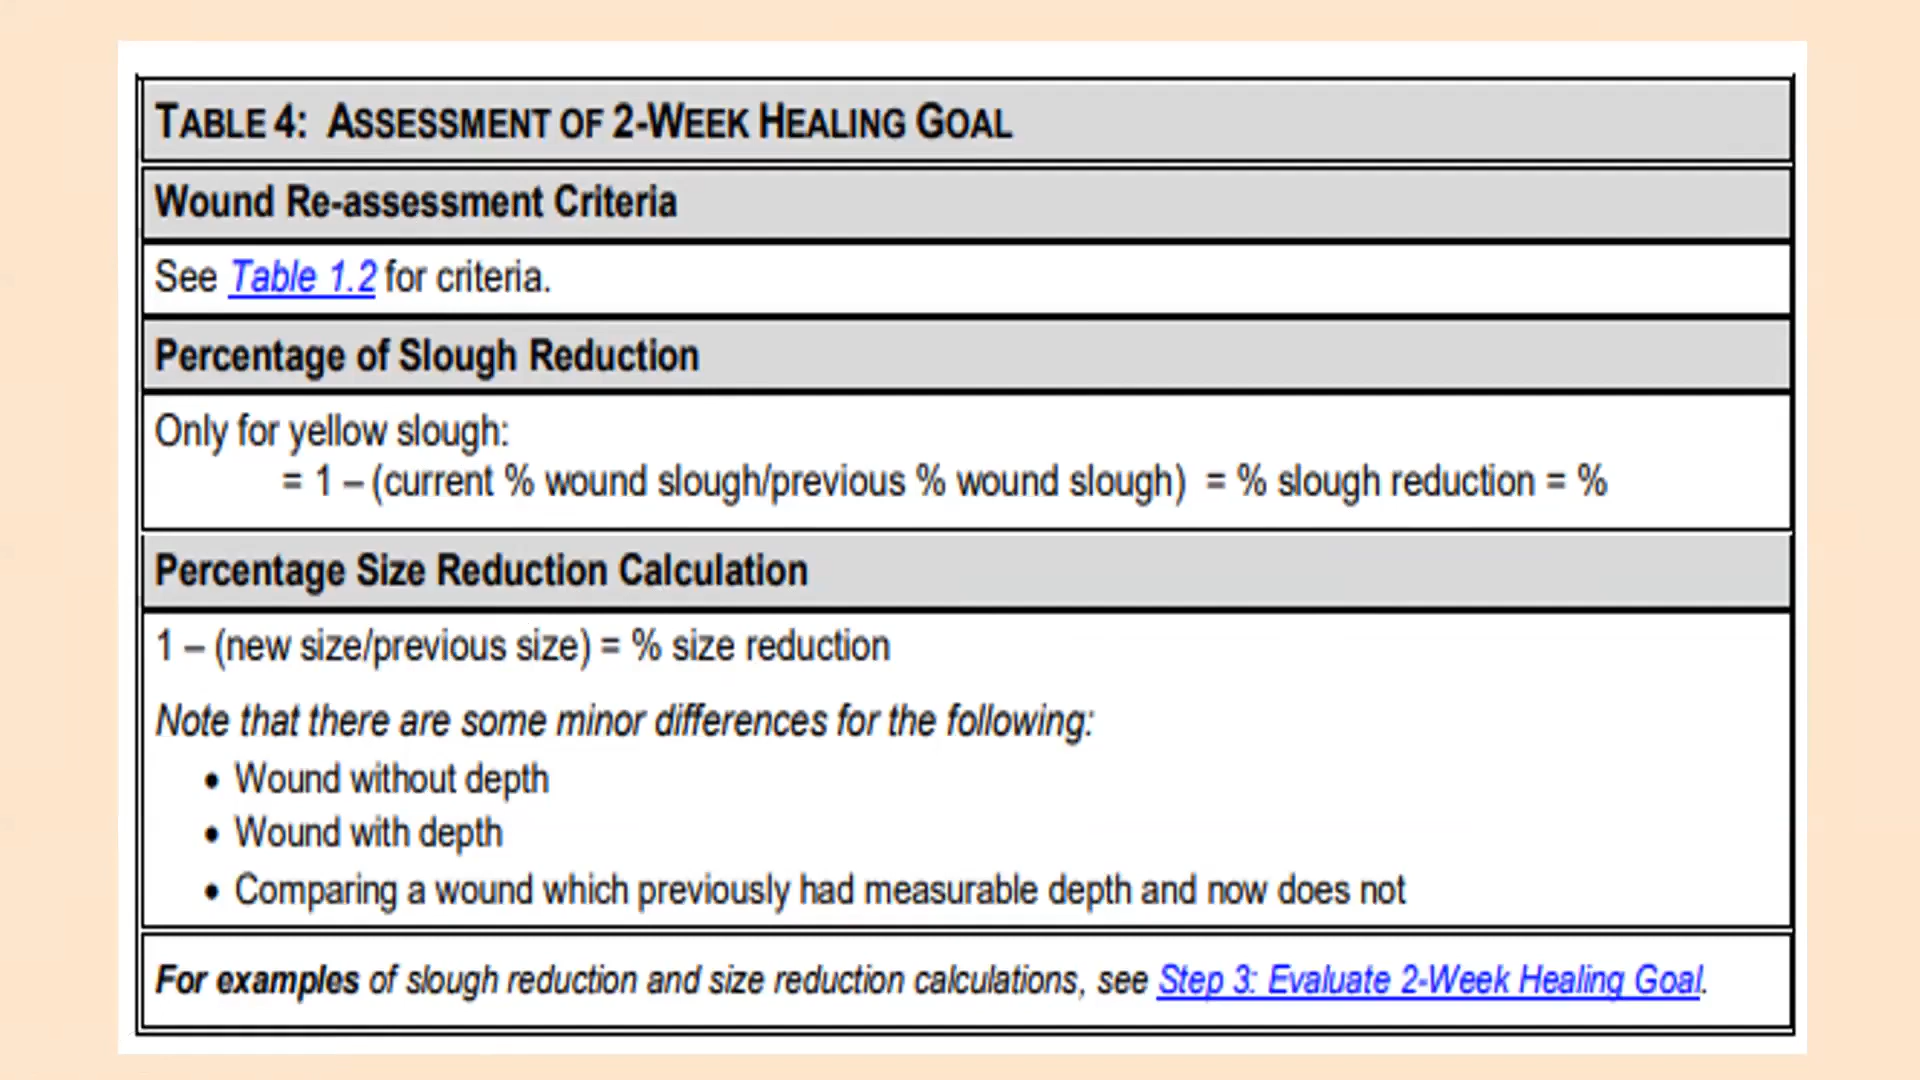 TABLE 4: ASSESSMENT OF 2-WEEK HEALING GOAL
Wound Re-assessment Criteria
See Table 1.2 for criteria.
Percentage of Slough Reduction
Only for yellow slough:
= 1 – (current % wound slough/previous % wound slough) = % slough reduction = %
Percentage Size Reduction Calculation
1 – (new size/previous size) = % size reduction
Note that there are some minor differences for the following:
• Wound without depth
• Wound with depth
• Comparing a wound which previously had measurable depth and now does not
For examples of slough reduction and size reduction calculations, see Step 3: Evaluate 2-Week Healing Goal.